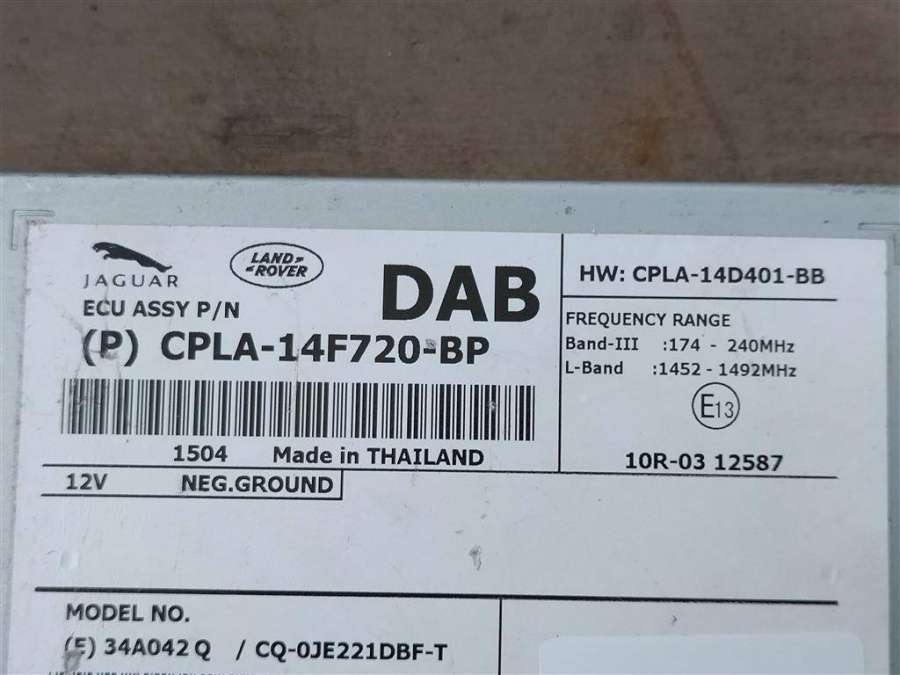 JAGUAR
LAND-
-ROVER
DAB
ECU ASSY P/N
(P) CPLA-14F720-BP
1504 Made in THAILAND
12V NEG.GROUND
HW: CPLA-14D401-BB
FREQUENCY RANGE
Band-III :174 - 240MHz
L-Band :1452 - 1492MHz
E13
10R-03 12587
MODEL NO.
(E) 34A042 Q / CQ-0JE221DBF-T